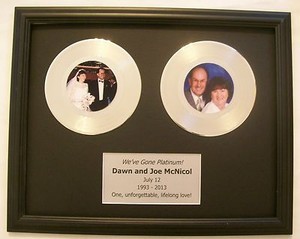 We've Gone Platinum!
Dawn and Joe McNicol
July 12
1993 - 2013
One, unforgettable, lifelong love!